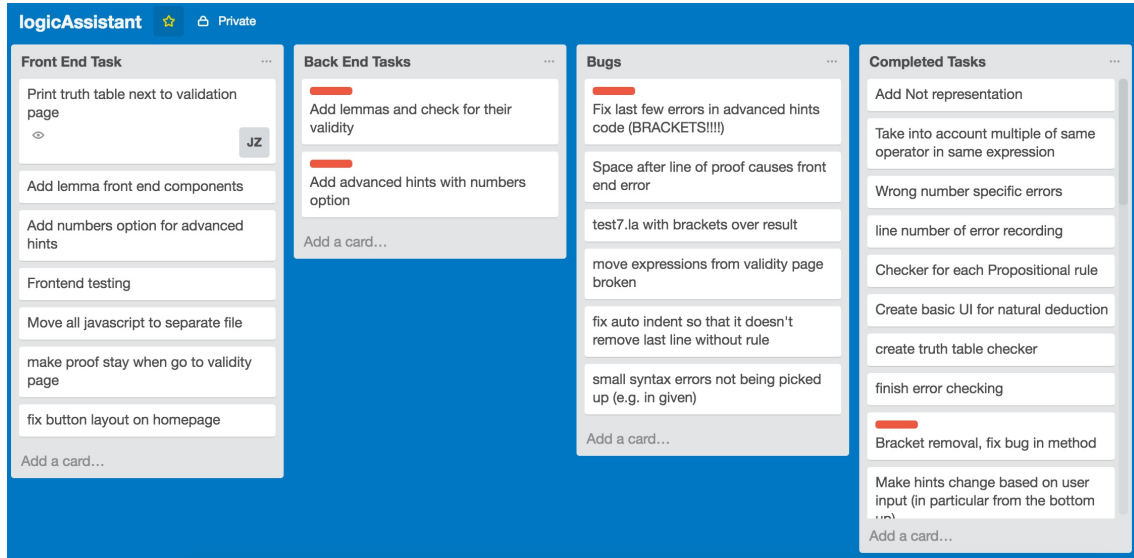 logicAssistant
Private
Front End Task
Print truth table next to validation
page
JZ
Add lemma front end components
Add numbers option for advanced
hints
Frontend testing
Move all javascript to separate file
make proof stay when go to validity
page
fix button layout on homepage
Add a card…
Back End Tasks
Add lemmas and check for their
validity
Add advanced hints with numbers
option
Add a card…
Bugs
Fix last few errors in advanced hints
code (BRACKETS!!!!)
Space after line of proof causes front
end error
test7.la with brackets over result
move expressions from validity page
broken
fix auto indent so that it doesn't
remove last line without rule
small syntax errors not being picked
up (e.g. in given)
Add a card…
Completed Tasks
Add Not representation
Take into account multiple of same
operator in same expression
Wrong number specific errors
line number of error recording
Checker for each Propositional rule
Create basic UI for natural deduction
create truth table checker
finish error checking
Bracket removal, fix bug in method
Make hints change based on user
input (in particular from the bottom
up)
Add a card…